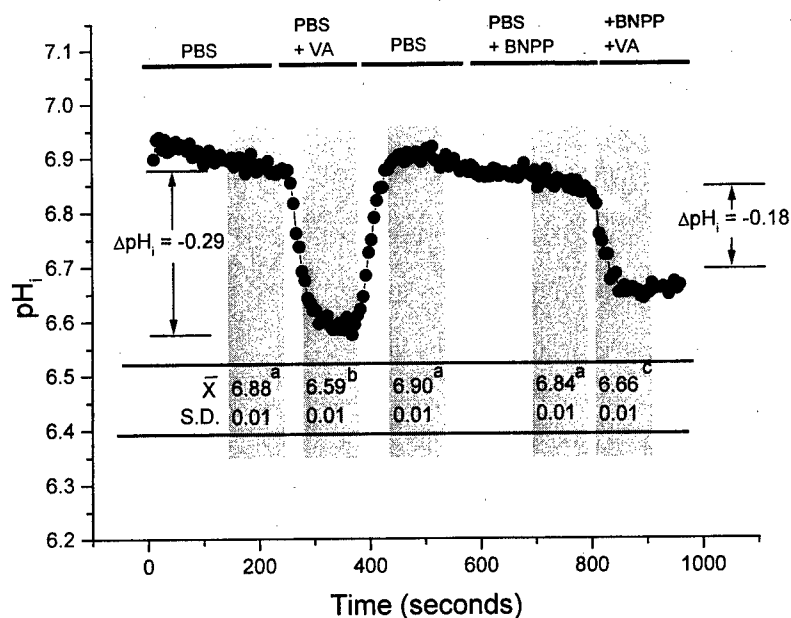 PBS
PBS + VA
PBS
PBS + BNPP
+BNPP +VA
7.1
7.0
6.9
6.8
6.7
6.6
6.5
6.4
6.3
6.2
pHi
ΔpHi = -0.29
ΔpHi = -0.18
X̄ 6.88a 6.59b 6.90a 6.84a 6.66c
S.D. 0.01 0.01 0.01 0.01 0.01
0 200 400 600 800 1000
Time (seconds)